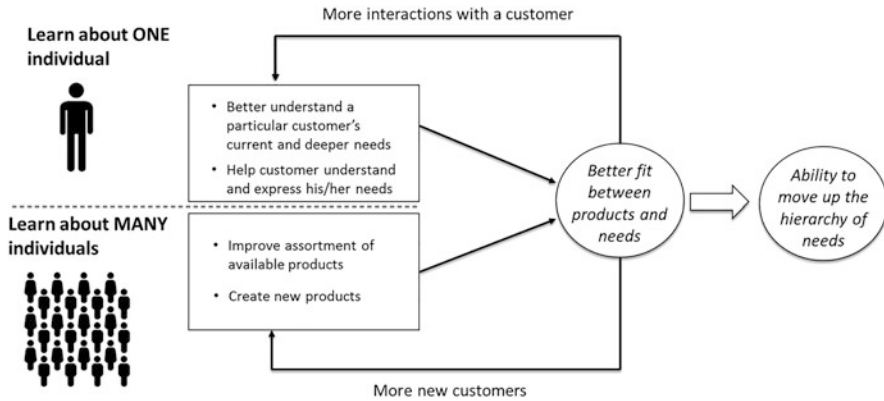 More interactions with a customer
Learn about ONE
individual
• Better understand a
particular customer's
current and deeper needs
• Help customer understand
and express his/her needs
Learn about MANY
individuals
• Improve assortment of
available products
• Create new products
Better fit
between
products and
needs
Ability to
move up the
hierarchy of
needs
More new customers